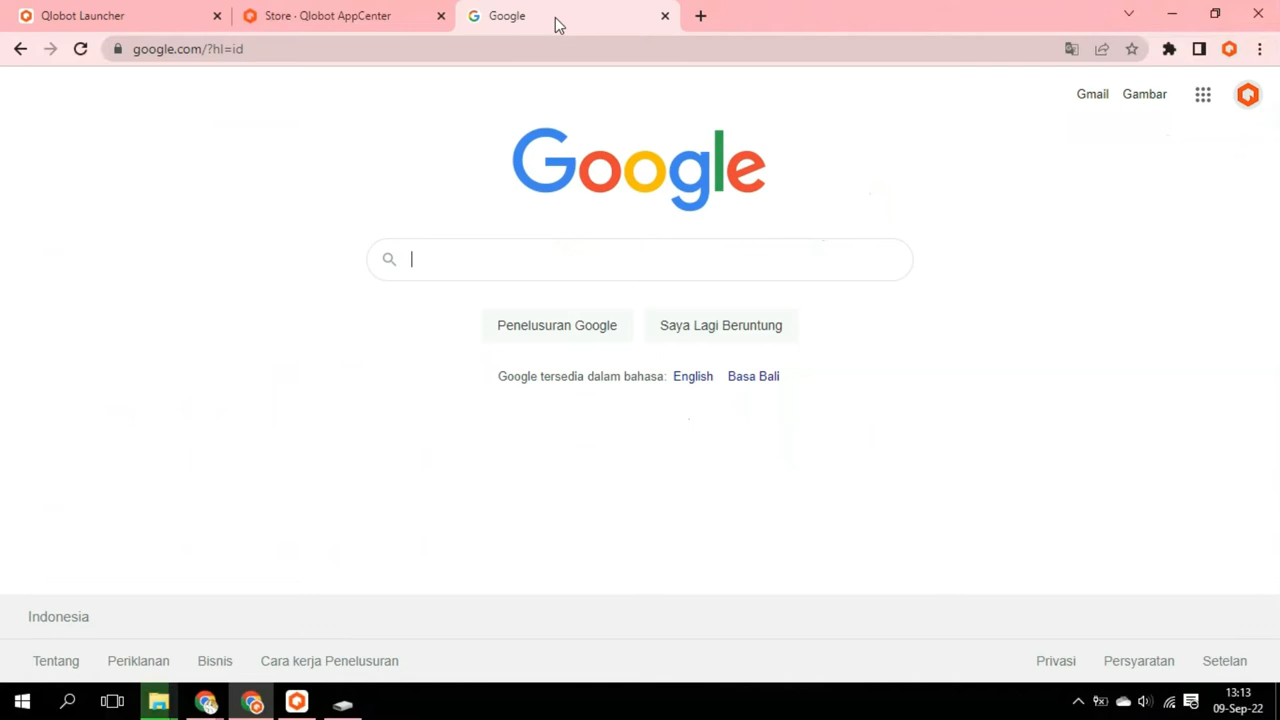 Qlobot Launcher
Store · Qlobot AppCenter
Google
google.com/?hl=id
Gmail
Gambar
Google
Penelusuran Google
Saya Lagi Beruntung
Google tersedia dalam bahasa: English Basa Bali
Indonesia
Tentang
Periklanan
Bisnis
Cara kerja Penelusuran
Privasi
Persyaratan
Setelan
13:13
09-Sep-22